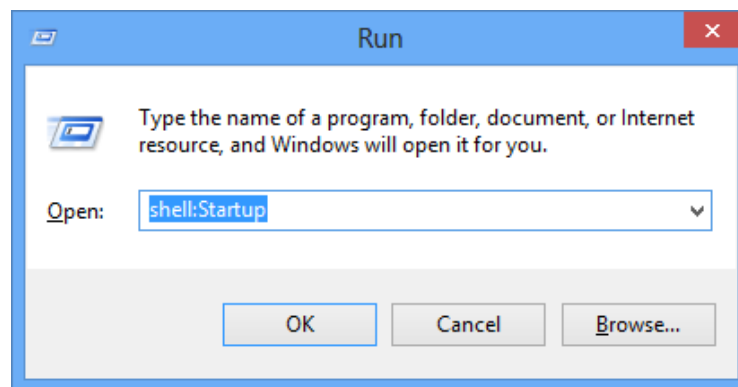 Run
Type the name of a program, folder, document, or Internet
resource, and Windows will open it for you.
Open:
shell:Startup
OK
Cancel
Browse...